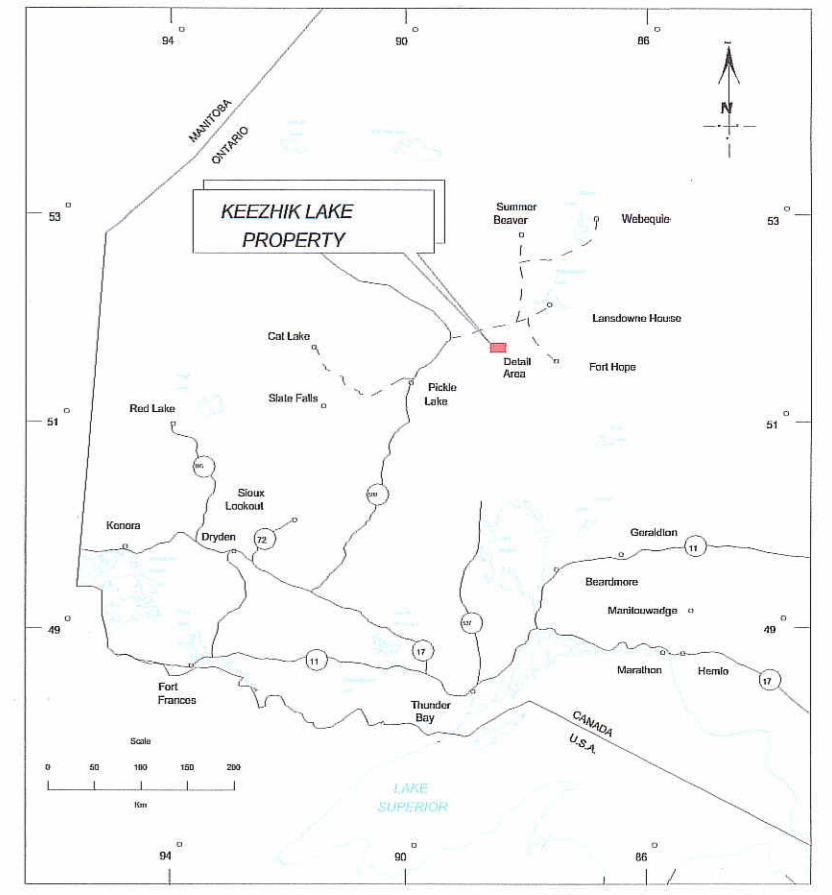 94°
90°
86°
MANITOBA
ONTARIO
N
53°
53°
KEEZHIK LAKE
PROPERTY
Summer
Beaver
Webequie
Lansdowne House
Cat Lake
Detail
Area
Fort Hope
Pickle
Lake
Slate Falls
Red Lake
51°
51°
Sioux
Lookout
Konora
Dryden
72
Geraldton
11
Beardmore
Manitouwadge
49°
49°
11
17
Marathon
Hemlo
17
Fort
Frances
Thunder
Bay
CANADA
U.S.A.
Scale
0 50 100 150 200
Km
LAKE
SUPERIOR
94°
90°
86°